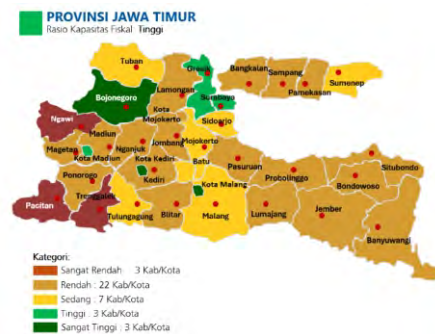 PROVINSI JAWA TIMUR
Rasio Kapasitas Fiskal: Tinggi
Tuban
Gresik
Bangkalan
Sampang
Pamekasan
Sumenep
Bojonegoro
Lamongan
Surabaya
Kota
Mojokerto
Sidoarjo
Ngawi
Madiun
Nganjuk
Jombang
Mojokerto
Magetan
Kota Madiun
Kota Kediri
Batu
Pasuruan
Probolinggo
Situbondo
Bondowoso
Ponorogo
Kediri
Kota Malang
Pacitan
Trenggalek
Tulungagung
Blitar
Malang
Lumajang
Jember
Banyuwangi
Kategori:
Sangat Rendah 3 Kab/Kota
Rendah : 22 Kab/Kota
Sedang : 7 Kab/Kota
Tinggi : 3 Kab/Kota
Sangat Tinggi : 3 Kab/Kota